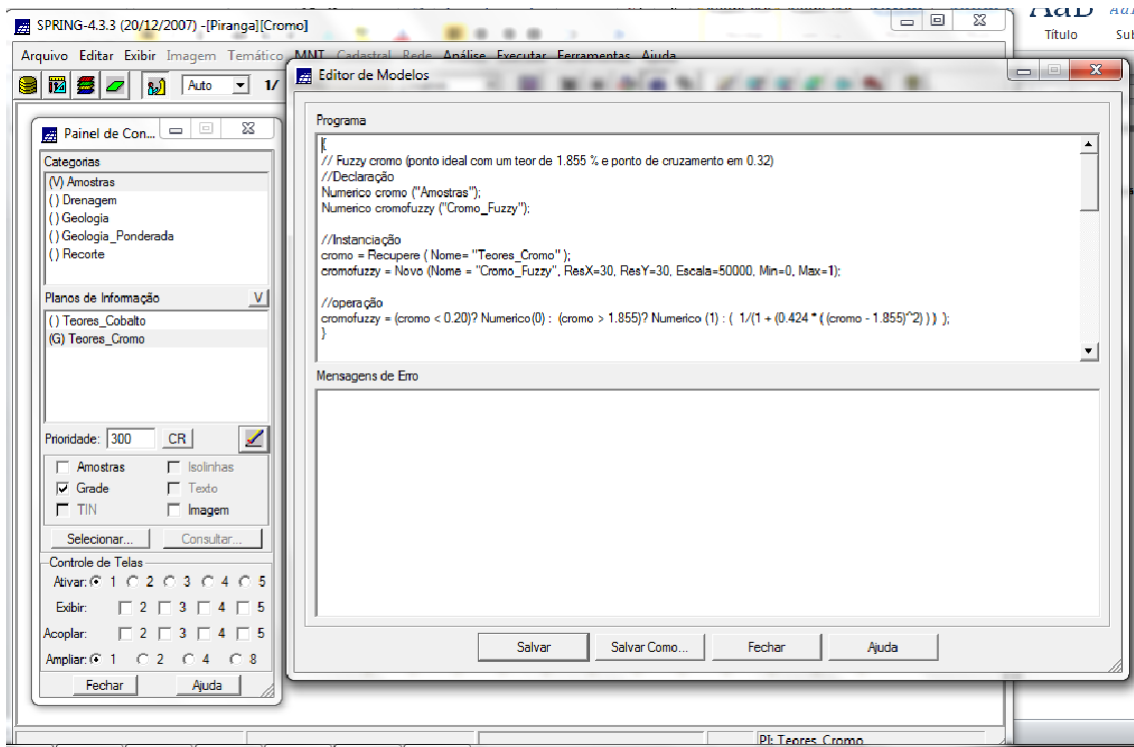 SPRING-4.3.3 (20/12/2007) -[Piranga][Cromo]
Arquivo Editar Exibir Imagem Temático MNT Cadastral Rede Análise Executar Ferramentas Ajuda
Auto 1/
Título
Painel de Con...
Categorias
(V) Amostras
( ) Drenagem
( ) Geologia
( ) Geologia_Ponderada
( ) Recorte
Planos de Informação V
( ) Teores_Cobalto
(G) Teores_Cromo
Prioridade: 300 CR
Amostras Isolinhas
Grade Texto
TIN Imagem
Selecionar... Consultar...
Controle de Telas
Ativar: 1 2 3 4 5
Exibir: 2 3 4 5
Acoplar: 2 3 4 5
Ampliar: 1 2 4 8
Fechar Ajuda
Editor de Modelos
Programa
{
// Fuzzy cromo (ponto ideal com um teor de 1.855 % e ponto de cruzamento em 0.32)
//Declaração
Numerico cromo ("Amostras");
Numerico cromofuzzy ("Cromo_Fuzzy");
//Instanciação
cromo = Recupere ( Nome= "Teores_Cromo" );
cromofuzzy = Novo (Nome = "Cromo_Fuzzy", ResX=30, ResY=30, Escala=50000, Min=0, Max=1);
//operação
cromofuzzy = (cromo < 0.20)? Numerico(0) : (cromo > 1.855)? Numerico (1) : ( 1/(1 + (0.424 * ( (cromo - 1.855)^2) ) ) );
}
Mensagens de Erro
Salvar Salvar Como... Fechar Ajuda
PI: Teores_Cromo